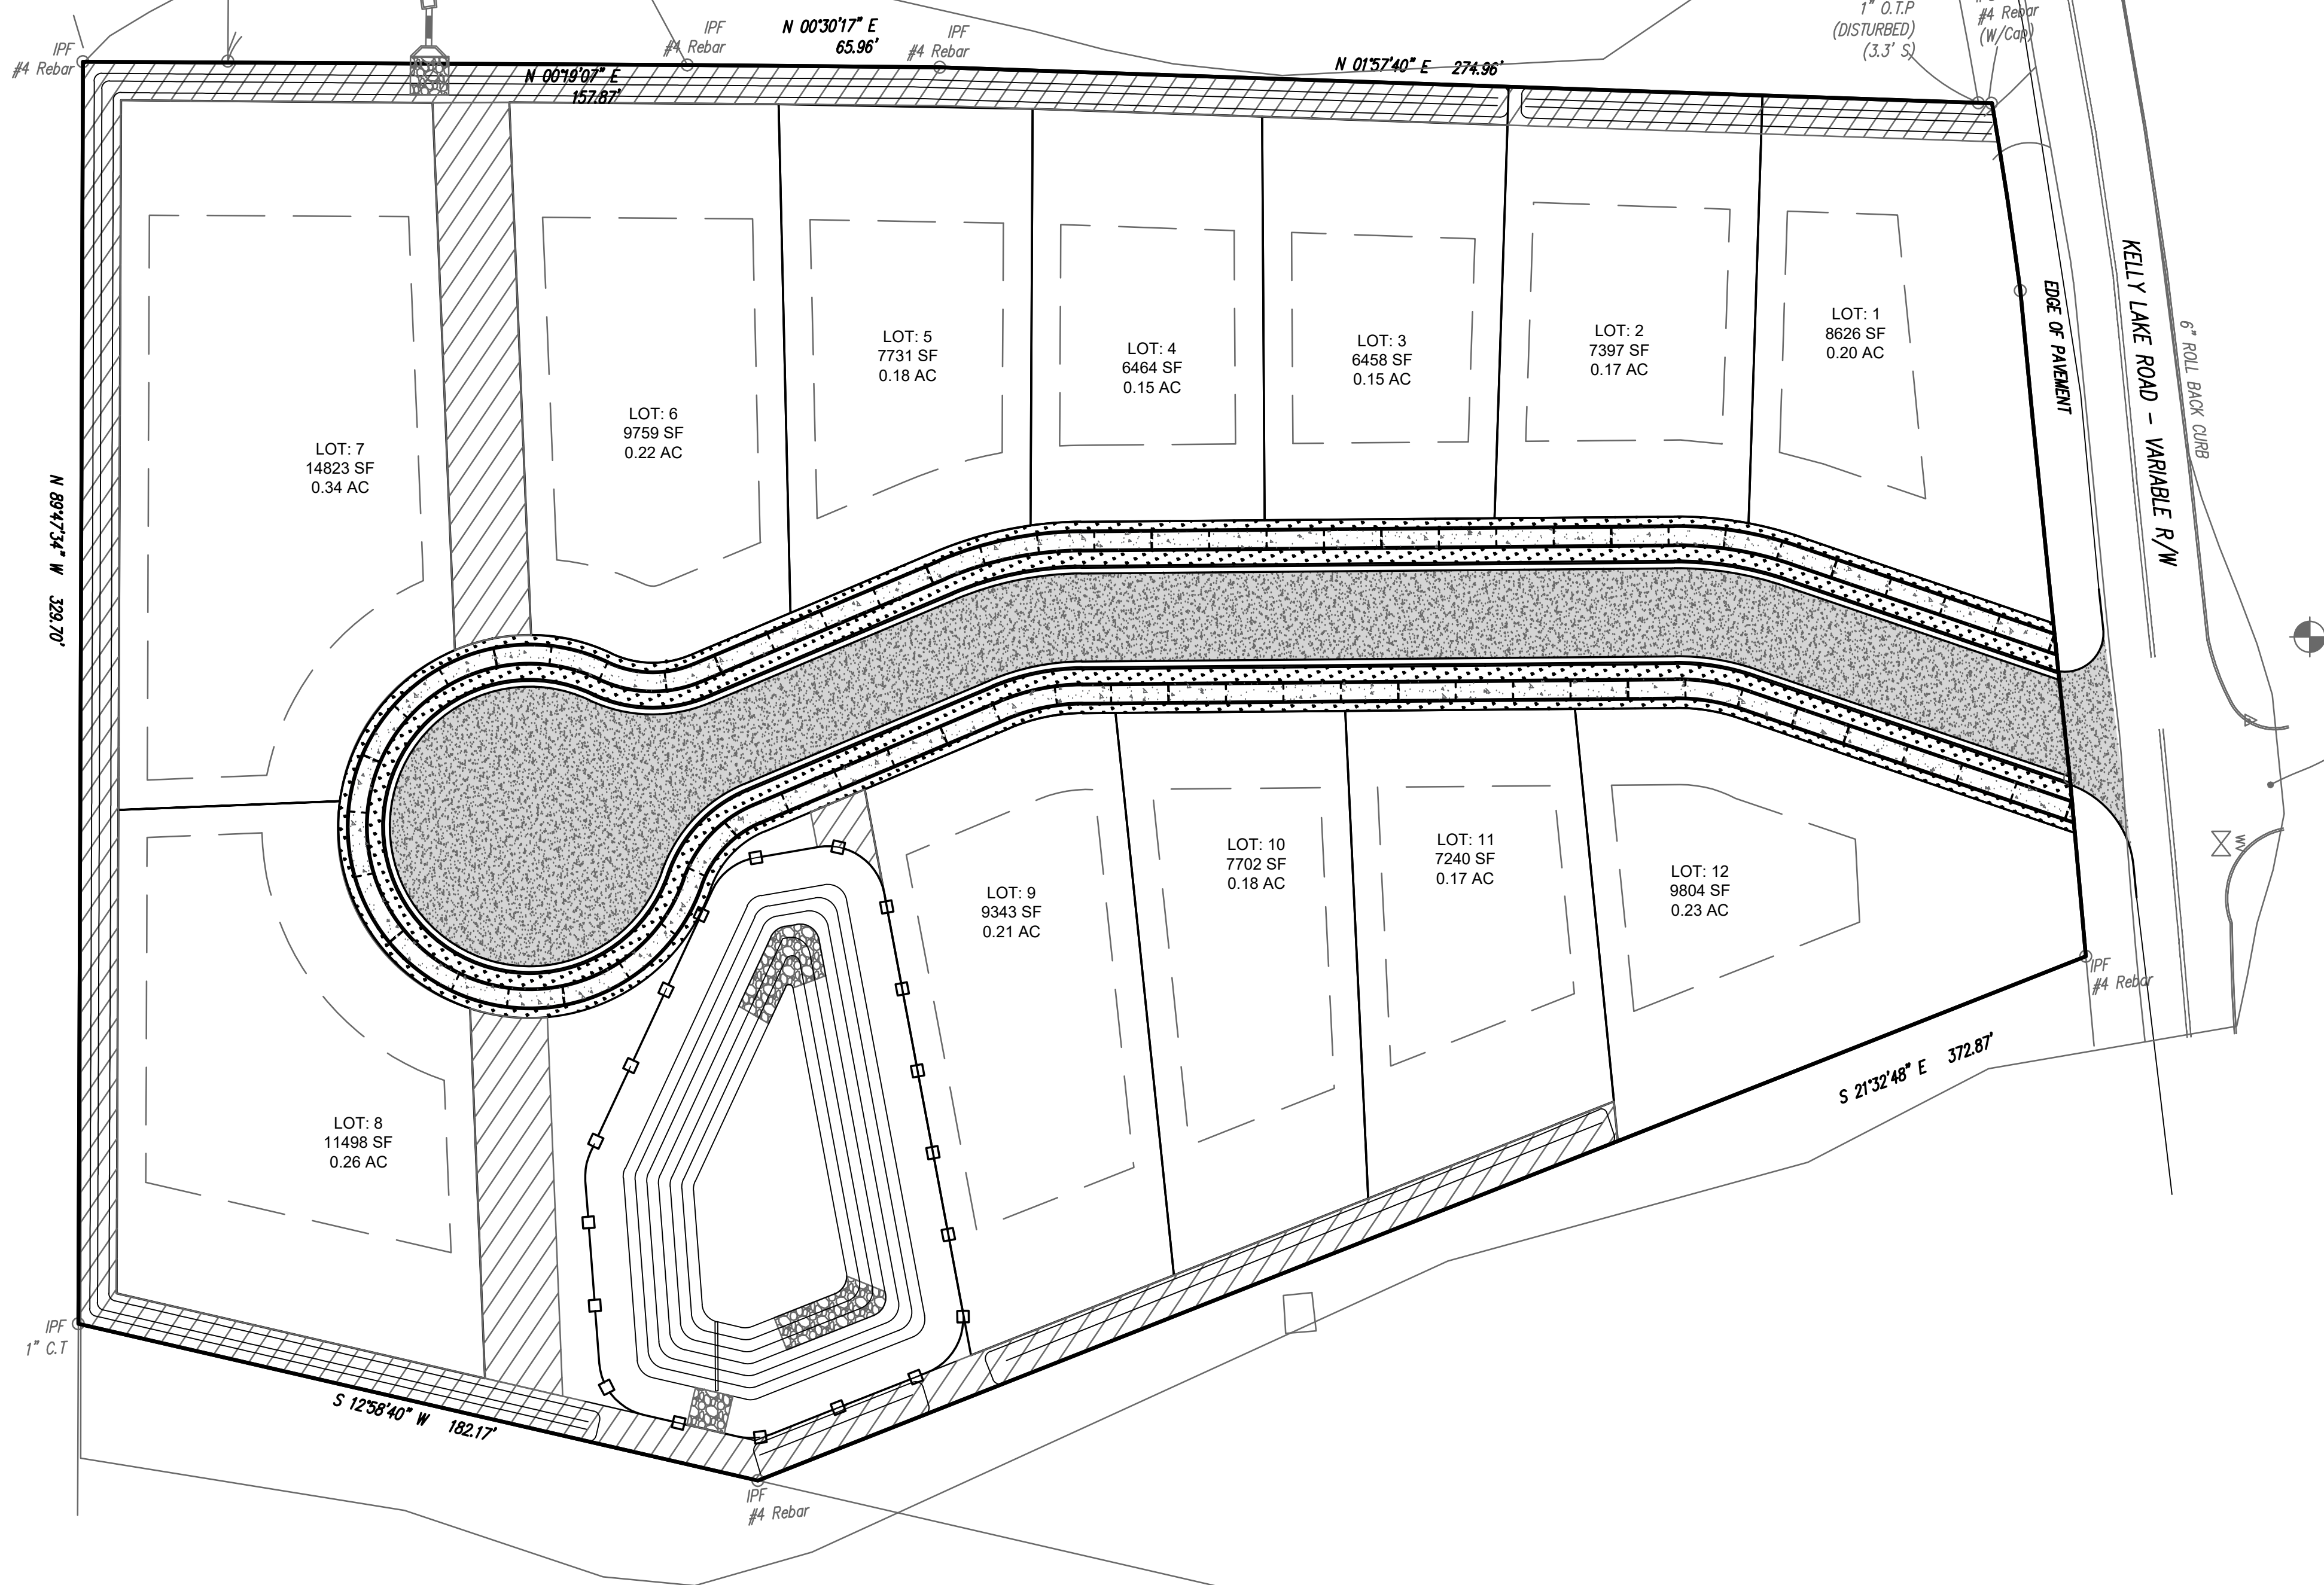 IPF
#4 Rebar
IPF
#4 Rebar
N 00°30'17" E
65.96'
IPF
#4 Rebar
N 00°19'07" E
157.87'
N 01°57'40" E 274.96'
1" O.T.P
(DISTURBED)
(3.3' S)
#4 Rebar
(W/Cap)
KELLY LAKE ROAD - VARIABLE R/W
EDGE OF PAVEMENT
6" ROLL BACK CURB
N 89°47'34" W 329.70'
LOT: 7
14823 SF
0.34 AC
LOT: 6
9759 SF
0.22 AC
LOT: 5
7731 SF
0.18 AC
LOT: 4
6464 SF
0.15 AC
LOT: 3
6458 SF
0.15 AC
LOT: 2
7397 SF
0.17 AC
LOT: 1
8626 SF
0.20 AC
LOT: 8
11498 SF
0.26 AC
LOT: 9
9343 SF
0.21 AC
LOT: 10
7702 SF
0.18 AC
LOT: 11
7240 SF
0.17 AC
LOT: 12
9804 SF
0.23 AC
WV
IPF
#4 Rebar
S 21°32'48" E 372.87'
IPF
1" C.T
S 12°58'40" W 182.17'
IPF
#4 Rebar